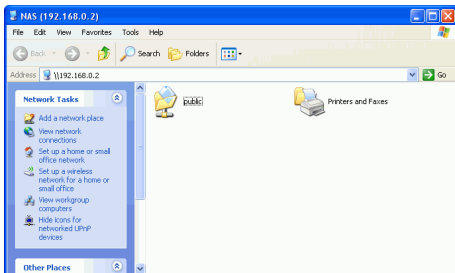 NAS (192.168.0.2)
File Edit View Favorites Tools Help
Back Search Folders
Address \\192.168.0.2 Go
Network Tasks
Add a network place
View network
connections
Set up a home or small
office network
Set up a wireless
network for a home or
small office
View workgroup
computers
Hide icons for
networked UPnP
devices
Other Places
public
Printers and Faxes